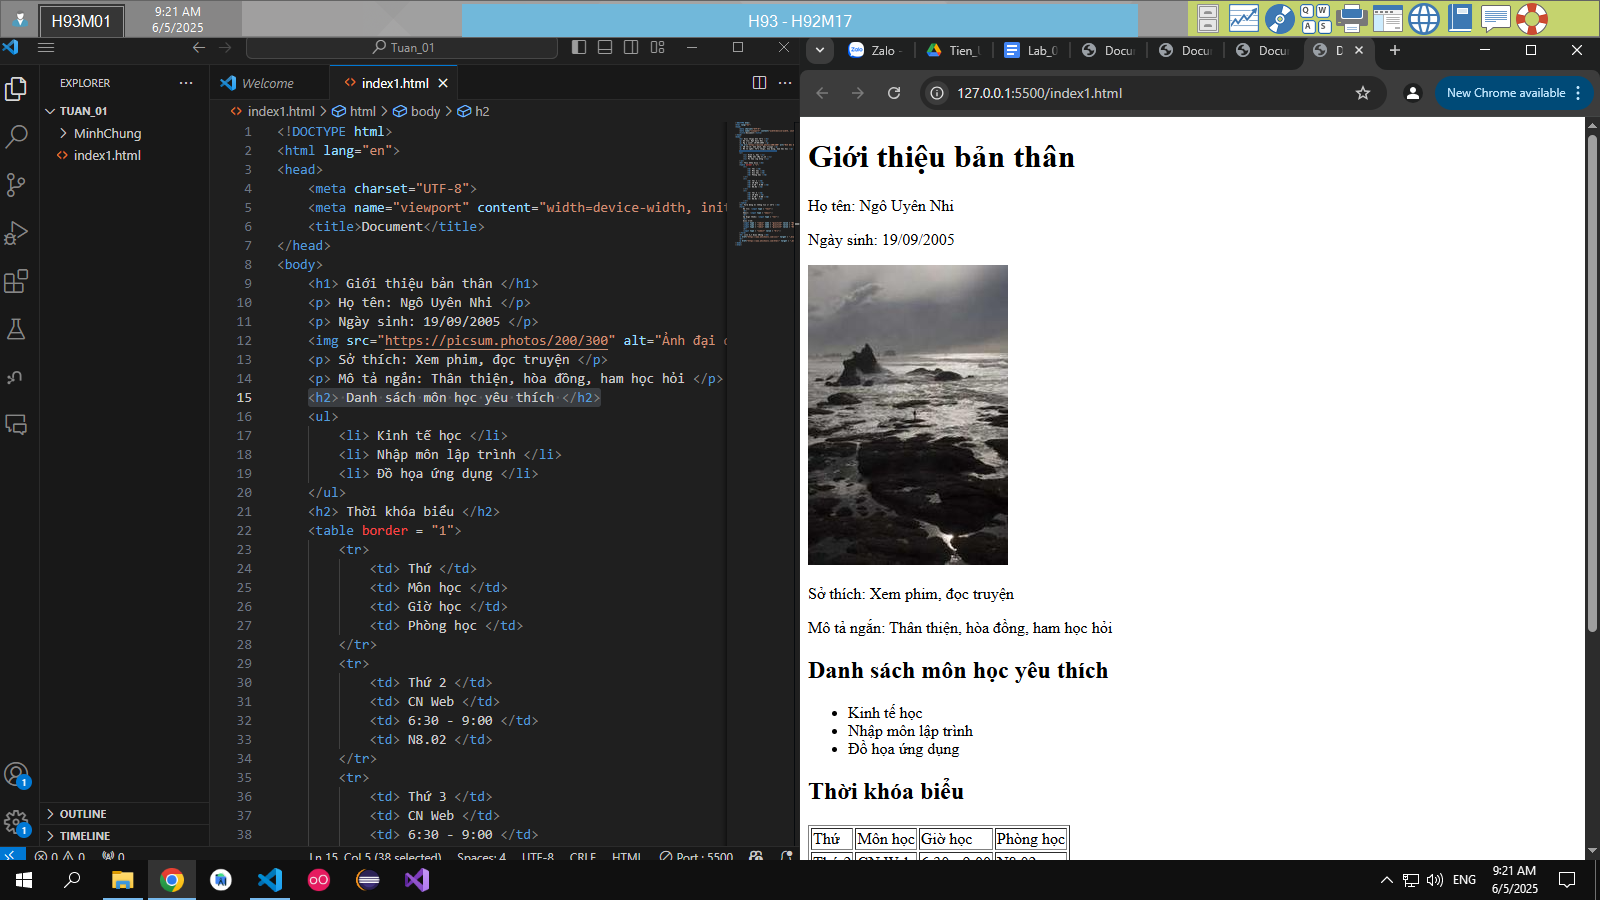 H93M01
9:21 AM
6/5/2025
H93 - H92M17
Q W
A S
Tuan_01
Zalo
Tien_
Lab_0
Docu
Docu
Docu
D
EXPLORER
Welcome
index1.html
127.0.0.1:5500/index1.html
New Chrome available
TUAN_01
MinhChung
index1.html
index1.html > html > body > h2
1 <!DOCTYPE html>
2 <html lang="en">
3 <head>
4 <meta charset="UTF-8">
5 <meta name="viewport" content="width=device-width, init
6 <title>Document</title>
7 </head>
8 <body>
9 <h1> Giới thiệu bản thân </h1>
10 <p> Họ tên: Ngô Uyên Nhi </p>
11 <p> Ngày sinh: 19/09/2005 </p>
12 <img src="https://picsum.photos/200/300" alt="Ảnh đại
13 <p> Sở thích: Xem phim, đọc truyện </p>
14 <p> Mô tả ngắn: Thân thiện, hòa đồng, ham học hỏi </p>
15 <h2> Danh sách môn học yêu thích </h2>
16 <ul>
17 <li> Kinh tế học </li>
18 <li> Nhập môn lập trình </li>
19 <li> Đồ họa ứng dụng </li>
20 </ul>
21 <h2> Thời khóa biểu </h2>
22 <table border = "1">
23 <tr>
24 <td> Thứ </td>
25 <td> Môn học </td>
26 <td> Giờ học </td>
27 <td> Phòng học </td>
28 </tr>
29 <tr>
30 <td> Thứ 2 </td>
31 <td> CN Web </td>
32 <td> 6:30 - 9:00 </td>
33 <td> N8.02 </td>
34 </tr>
35 <tr>
36 <td> Thứ 3 </td>
37 <td> CN Web </td>
38 <td> 6:30 - 9:00 </td>
OUTLINE
TIMELINE
1
1
0 0 0
Ln 15, Col 5 (38 selected) Spaces: 4 UTF-8 CRLF HTML Port : 5500
Giới thiệu bản thân
Họ tên: Ngô Uyên Nhi
Ngày sinh: 19/09/2005
Sở thích: Xem phim, đọc truyện
Mô tả ngắn: Thân thiện, hòa đồng, ham học hỏi
Danh sách môn học yêu thích
Kinh tế học
Nhập môn lập trình
Đồ họa ứng dụng
Thời khóa biểu
Thứ Môn học Giờ học Phòng học
ENG
9:21 AM
6/5/2025